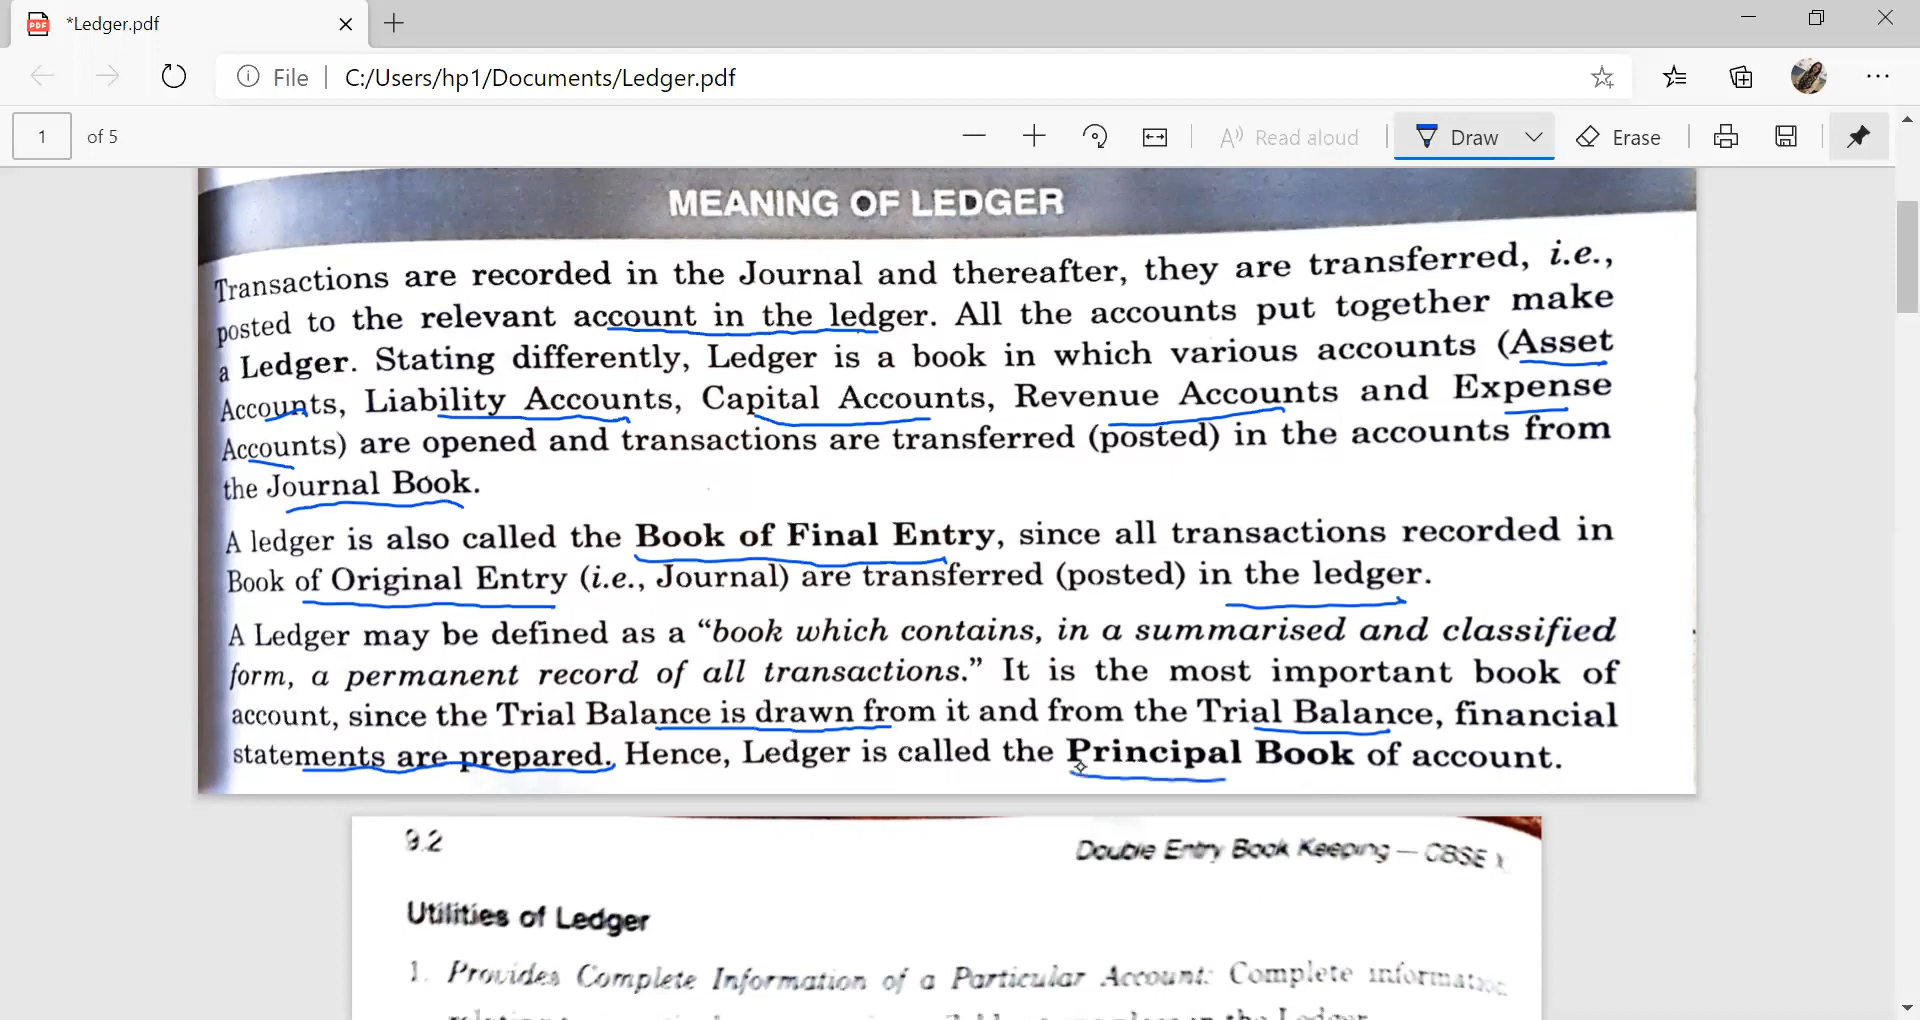 *Ledger.pdf
File | C:/Users/hp1/Documents/Ledger.pdf
1 of 5 Read aloud Draw Erase
MEANING OF LEDGER
Transactions are recorded in the Journal and thereafter, they are transferred, i.e.,
posted to the relevant account in the ledger. All the accounts put together make
a Ledger. Stating differently, Ledger is a book in which various accounts (Asset
Accounts, Liability Accounts, Capital Accounts, Revenue Accounts and Expense
Accounts) are opened and transactions are transferred (posted) in the accounts from
the Journal Book.
A ledger is also called the Book of Final Entry, since all transactions recorded in
Book of Original Entry (i.e., Journal) are transferred (posted) in the ledger.
A Ledger may be defined as a “book which contains, in a summarised and classified
form, a permanent record of all transactions.” It is the most important book of
account, since the Trial Balance is drawn from it and from the Trial Balance, financial
statements are prepared. Hence, Ledger is called the Principal Book of account.
9.2 Double Entry Book Keeping — CBSE
Utilities of Ledger
1. Provides Complete Information of a Particular Account: Complete information
in the Ledger